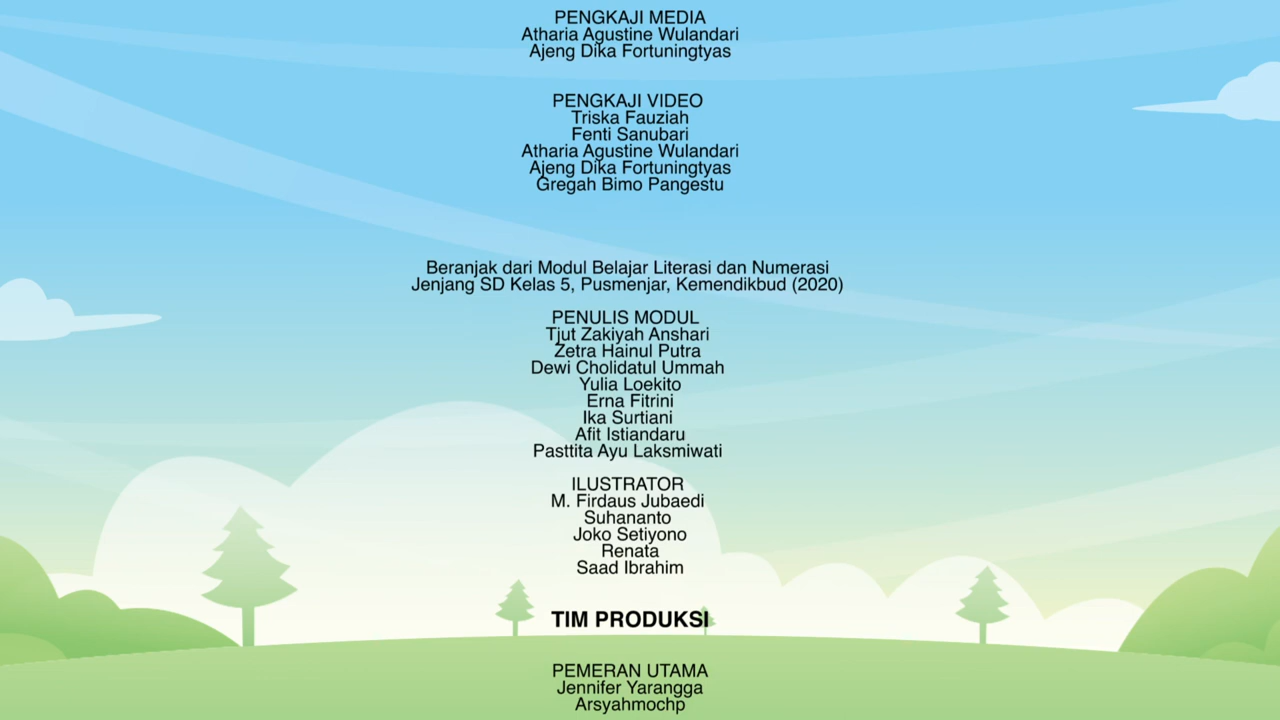 PENGKAJI MEDIA
Atharia Agustine Wulandari
Ajeng Dika Fortuningtyas
PENGKAJI VIDEO
Triska Fauziah
Fenti Sanubari
Atharia Agustine Wulandari
Ajeng Dika Fortuningtyas
Gregah Bimo Pangestu
Beranjak dari Modul Belajar Literasi dan Numerasi
Jenjang SD Kelas 5, Pusmenjar, Kemendikbud (2020)
PENULIS MODUL
Tjut Zakiyah Anshari
Zetra Hainul Putra
Dewi Cholidatul Ummah
Yulia Loekito
Erna Fitrini
Ika Surtiani
Afit Istiandaru
Pasttita Ayu Laksmiwati
ILUSTRATOR
M. Firdaus Jubaedi
Suhananto
Joko Setiyono
Renata
Saad Ibrahim
TIM PRODUKSI
PEMERAN UTAMA
Jennifer Yarangga
Arsyahmochp